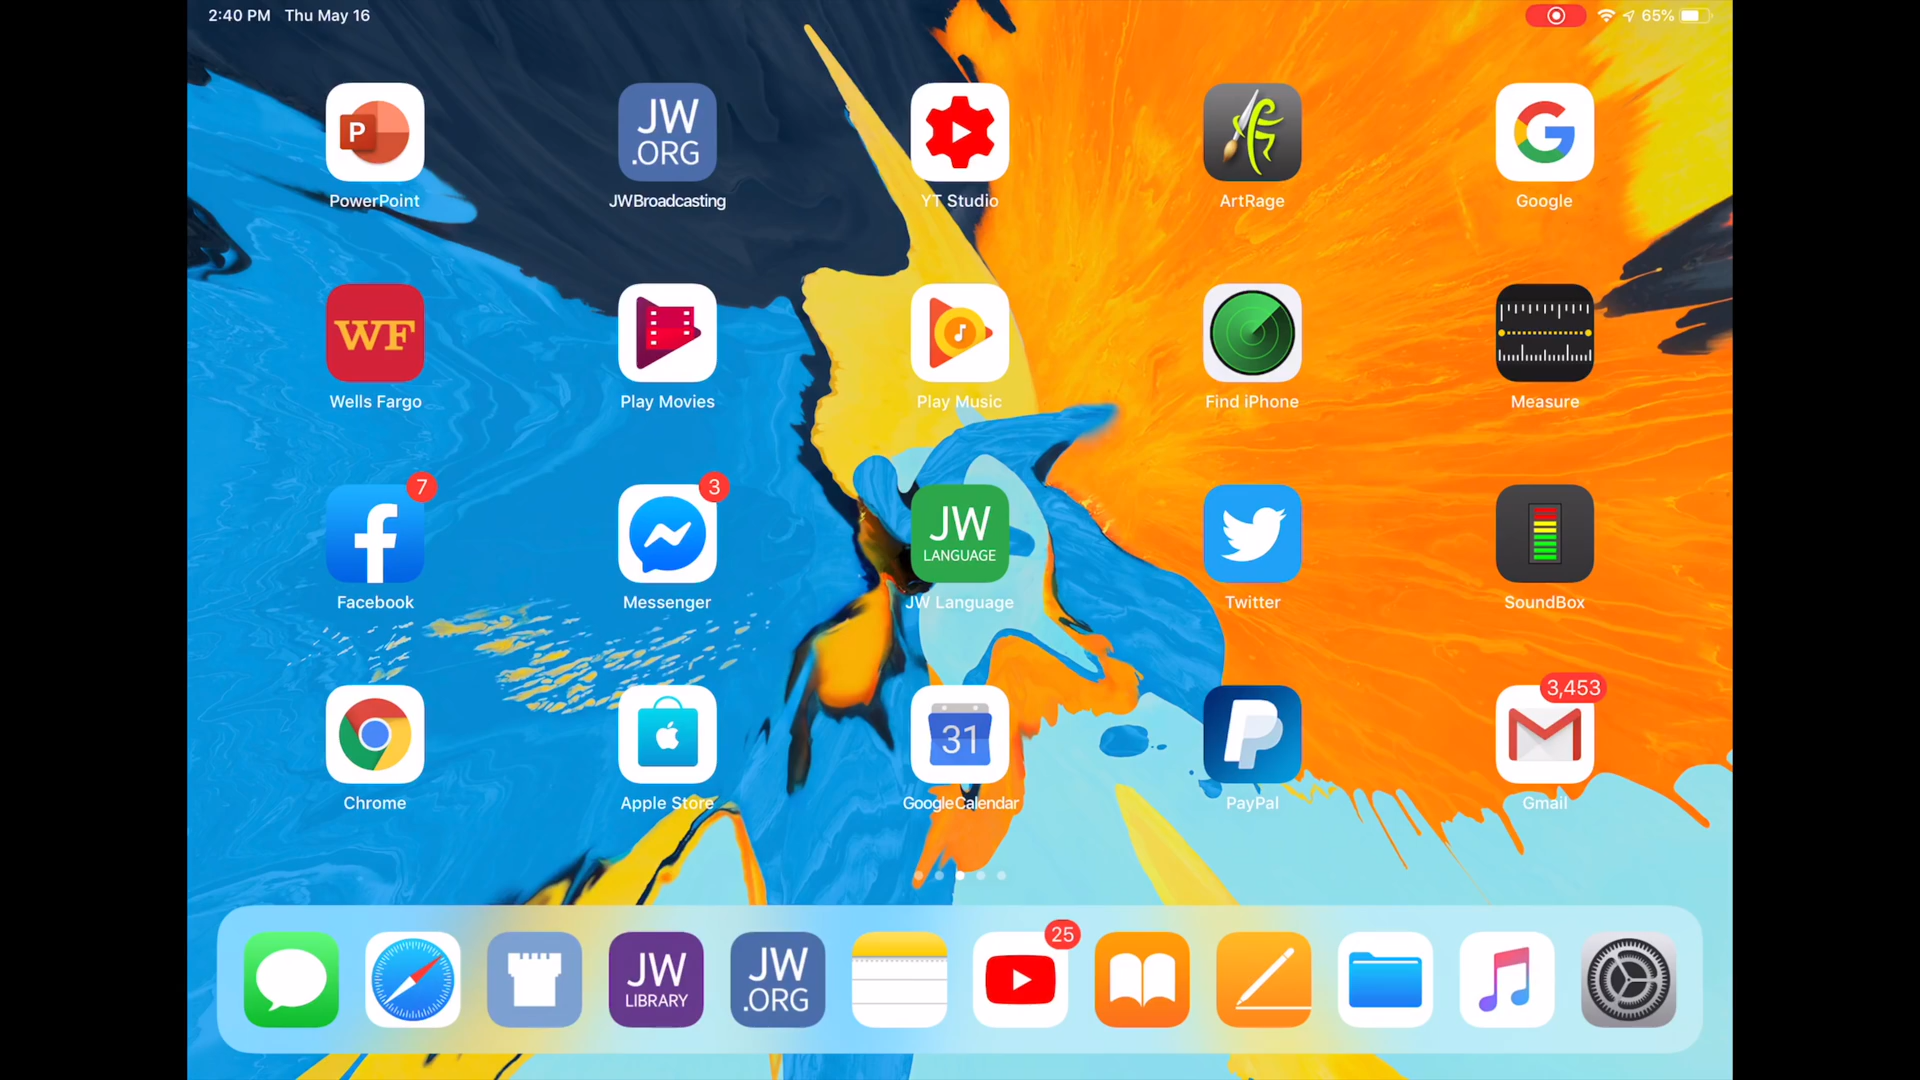 2:40 PM Thu May 16
65%
P
JW
.ORG
PowerPoint
JWBroadcasting
YT Studio
ArtRage
Google
WF
Wells Fargo
Play Movies
Play Music
Find iPhone
Measure
7
3
JW
LANGUAGE
Facebook
Messenger
JW Language
Twitter
SoundBox
3,453
31
Chrome
Apple Store
Google Calendar
PayPal
Gmail
25
JW
LIBRARY
JW
.ORG